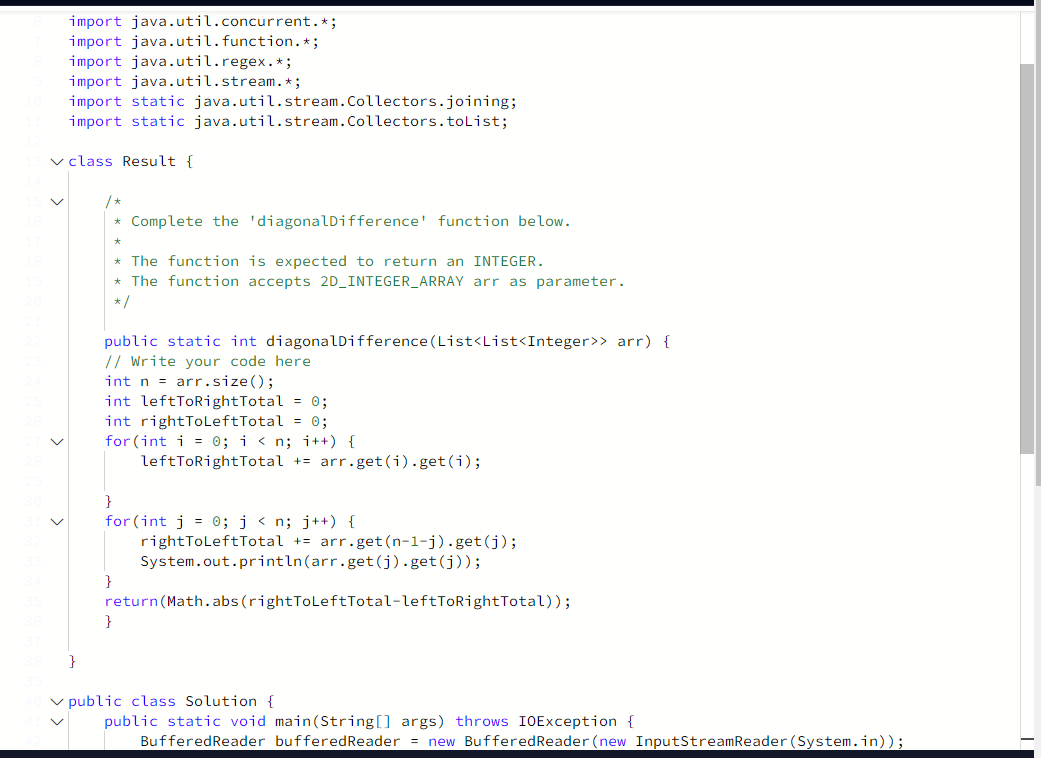 6 import java.util.concurrent.*;
7 import java.util.function.*;
8 import java.util.regex.*;
9 import java.util.stream.*;
10 import static java.util.stream.Collectors.joining;
11 import static java.util.stream.Collectors.toList;
12
13 class Result {
14
15 /*
16 * Complete the 'diagonalDifference' function below.
17 *
18 * The function is expected to return an INTEGER.
19 * The function accepts 2D_INTEGER_ARRAY arr as parameter.
20 */
21
22 public static int diagonalDifference(List<List<Integer>> arr) {
23 // Write your code here
24 int n = arr.size();
25 int leftToRightTotal = 0;
26 int rightToLeftTotal = 0;
27 for(int i = 0; i < n; i++) {
28 leftToRightTotal += arr.get(i).get(i);
29
30 }
31 for(int j = 0; j < n; j++) {
32 rightToLeftTotal += arr.get(n-1-j).get(j);
33 System.out.println(arr.get(j).get(j));
34 }
35 return(Math.abs(rightToLeftTotal-leftToRightTotal));
36 }
37
38 }
39
40 public class Solution {
41 public static void main(String[] args) throws IOException {
42 BufferedReader bufferedReader = new BufferedReader(new InputStreamReader(System.in));